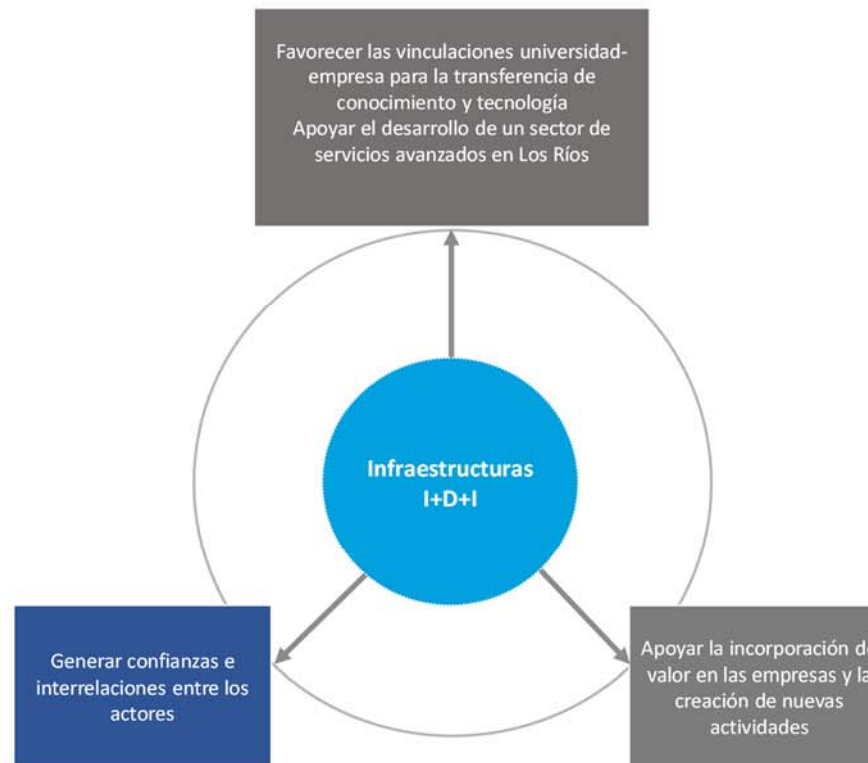 Favorecer las vinculaciones universidad-
empresa para la transferencia de
conocimiento y tecnología
Apoyar el desarrollo de un sector de
servicios avanzados en Los Ríos
Infraestructuras
I+D+I
Generar confianzas e
interrelaciones entre los
actores
Apoyar la incorporación de
valor en las empresas y la
creación de nuevas
actividades